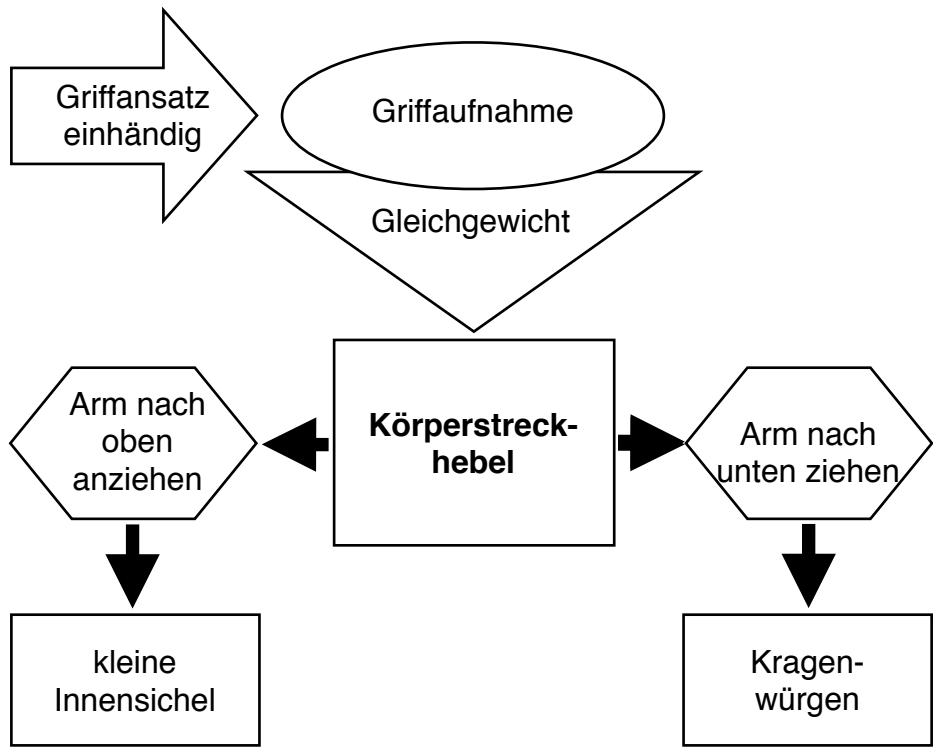 Griffansatz
einhändig
Griffaufnahme
Gleichgewicht
Arm nach
oben
anziehen
Körperstreck-
hebel
Arm nach
unten ziehen
kleine
Innensichel
Kragen-
würgen